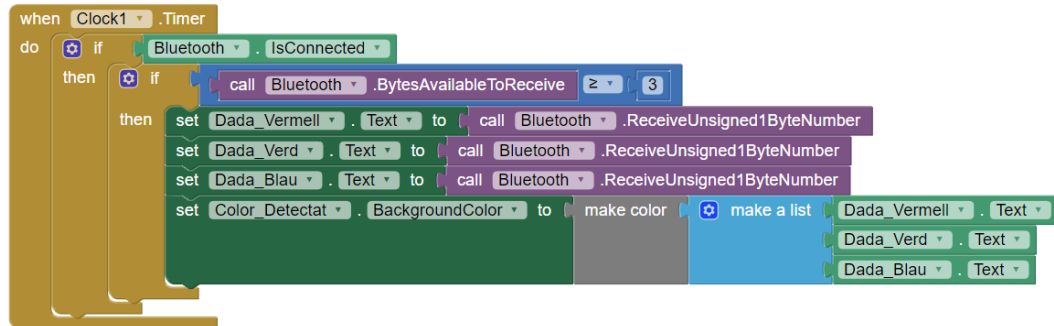 when Clock1 .Timer
do if Bluetooth . IsConnected
then if call Bluetooth .BytesAvailableToReceive ≥ 3
then set Dada_Vermell . Text to call Bluetooth .ReceiveUnsigned1ByteNumber
set Dada_Verd . Text to call Bluetooth .ReceiveUnsigned1ByteNumber
set Dada_Blau . Text to call Bluetooth .ReceiveUnsigned1ByteNumber
set Color_Detectat . BackgroundColor to make color make a list Dada_Vermell . Text
Dada_Verd . Text
Dada_Blau . Text